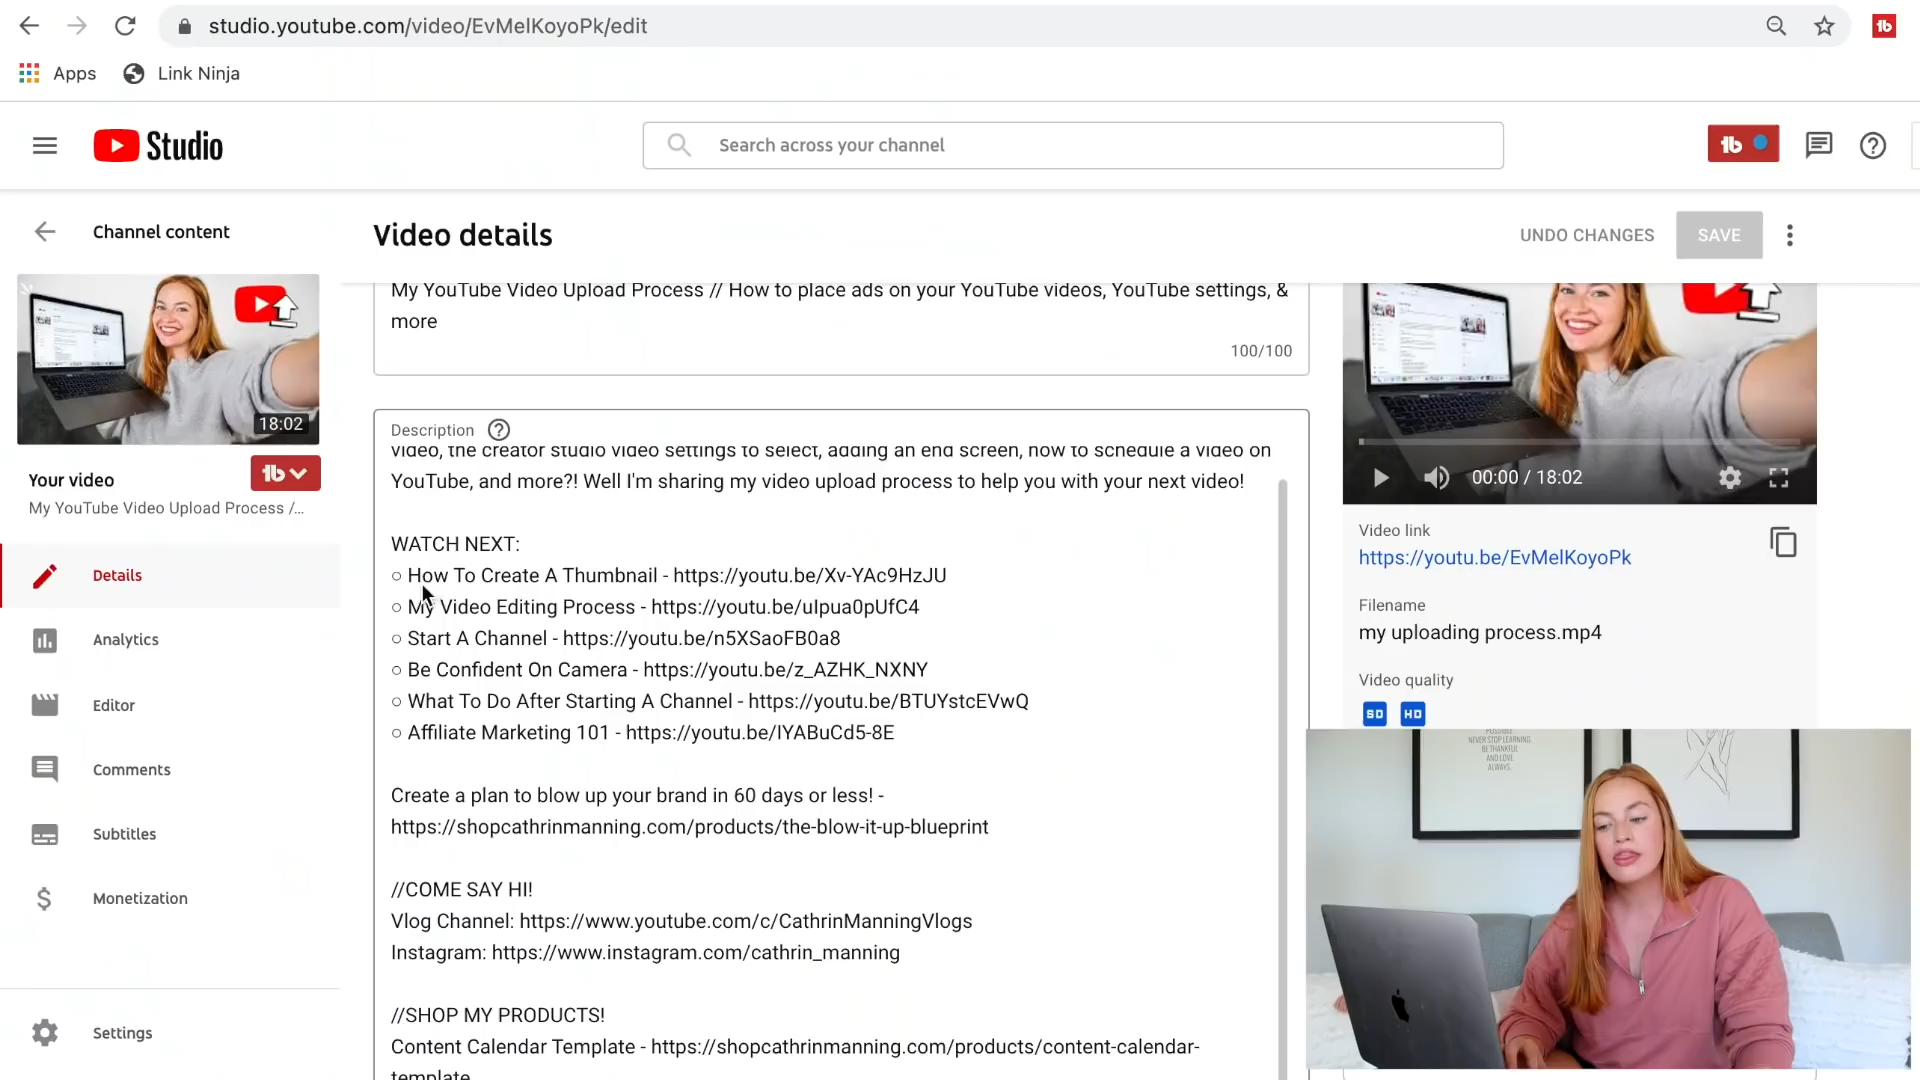 studio.youtube.com/video/EvMelKoyoPk/edit
Apps
Link Ninja
Studio
Search across your channel
Channel content
Video details
UNDO CHANGES
SAVE
My YouTube Video Upload Process // How to place ads on your YouTube videos, YouTube settings, &
more
100/100
18:02
Your video
My YouTube Video Upload Process /...
Details
Analytics
Editor
Comments
Subtitles
Monetization
Settings
Description
video, the creator studio video settings to select, adding an end screen, how to schedule a video on
YouTube, and more?! Well I'm sharing my video upload process to help you with your next video!
WATCH NEXT:
○ How To Create A Thumbnail - https://youtu.be/Xv-YAc9HzJU
○ My Video Editing Process - https://youtu.be/ulpua0pUfC4
○ Start A Channel - https://youtu.be/n5XSaoFB0a8
○ Be Confident On Camera - https://youtu.be/z_AZHK_NXNY
○ What To Do After Starting A Channel - https://youtu.be/BTUYstcEVwQ
○ Affiliate Marketing 101 - https://youtu.be/IYABuCd5-8E
Create a plan to blow up your brand in 60 days or less! -
https://shopcathrinmanning.com/products/the-blow-it-up-blueprint
//COME SAY HI!
Vlog Channel: https://www.youtube.com/c/CathrinManningVlogs
Instagram: https://www.instagram.com/cathrin_manning
//SHOP MY PRODUCTS!
Content Calendar Template - https://shopcathrinmanning.com/products/content-calendar-
template
00:00 / 18:02
Video link
https://youtu.be/EvMelKoyoPk
Filename
my uploading process.mp4
Video quality
SD HD
POSSIBLE
NEVER STOP LEARNING.
BE THANKFUL
AND LOVE
ALWAYS.